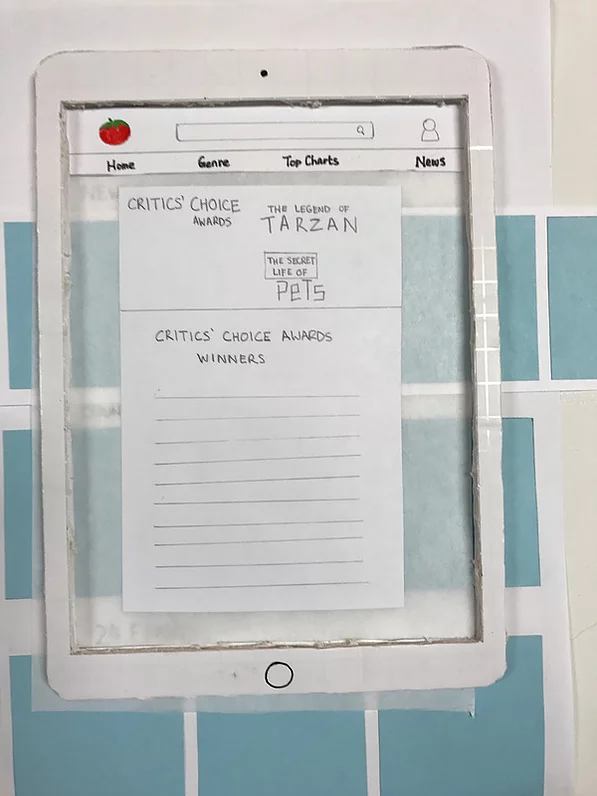 Home Genre Top Charts News
CRITICS' CHOICE
AWARDS
THE LEGEND OF
TARZAN
THE SECRET
LIFE OF
PETS
CRITICS' CHOICE AWARDS
WINNERS